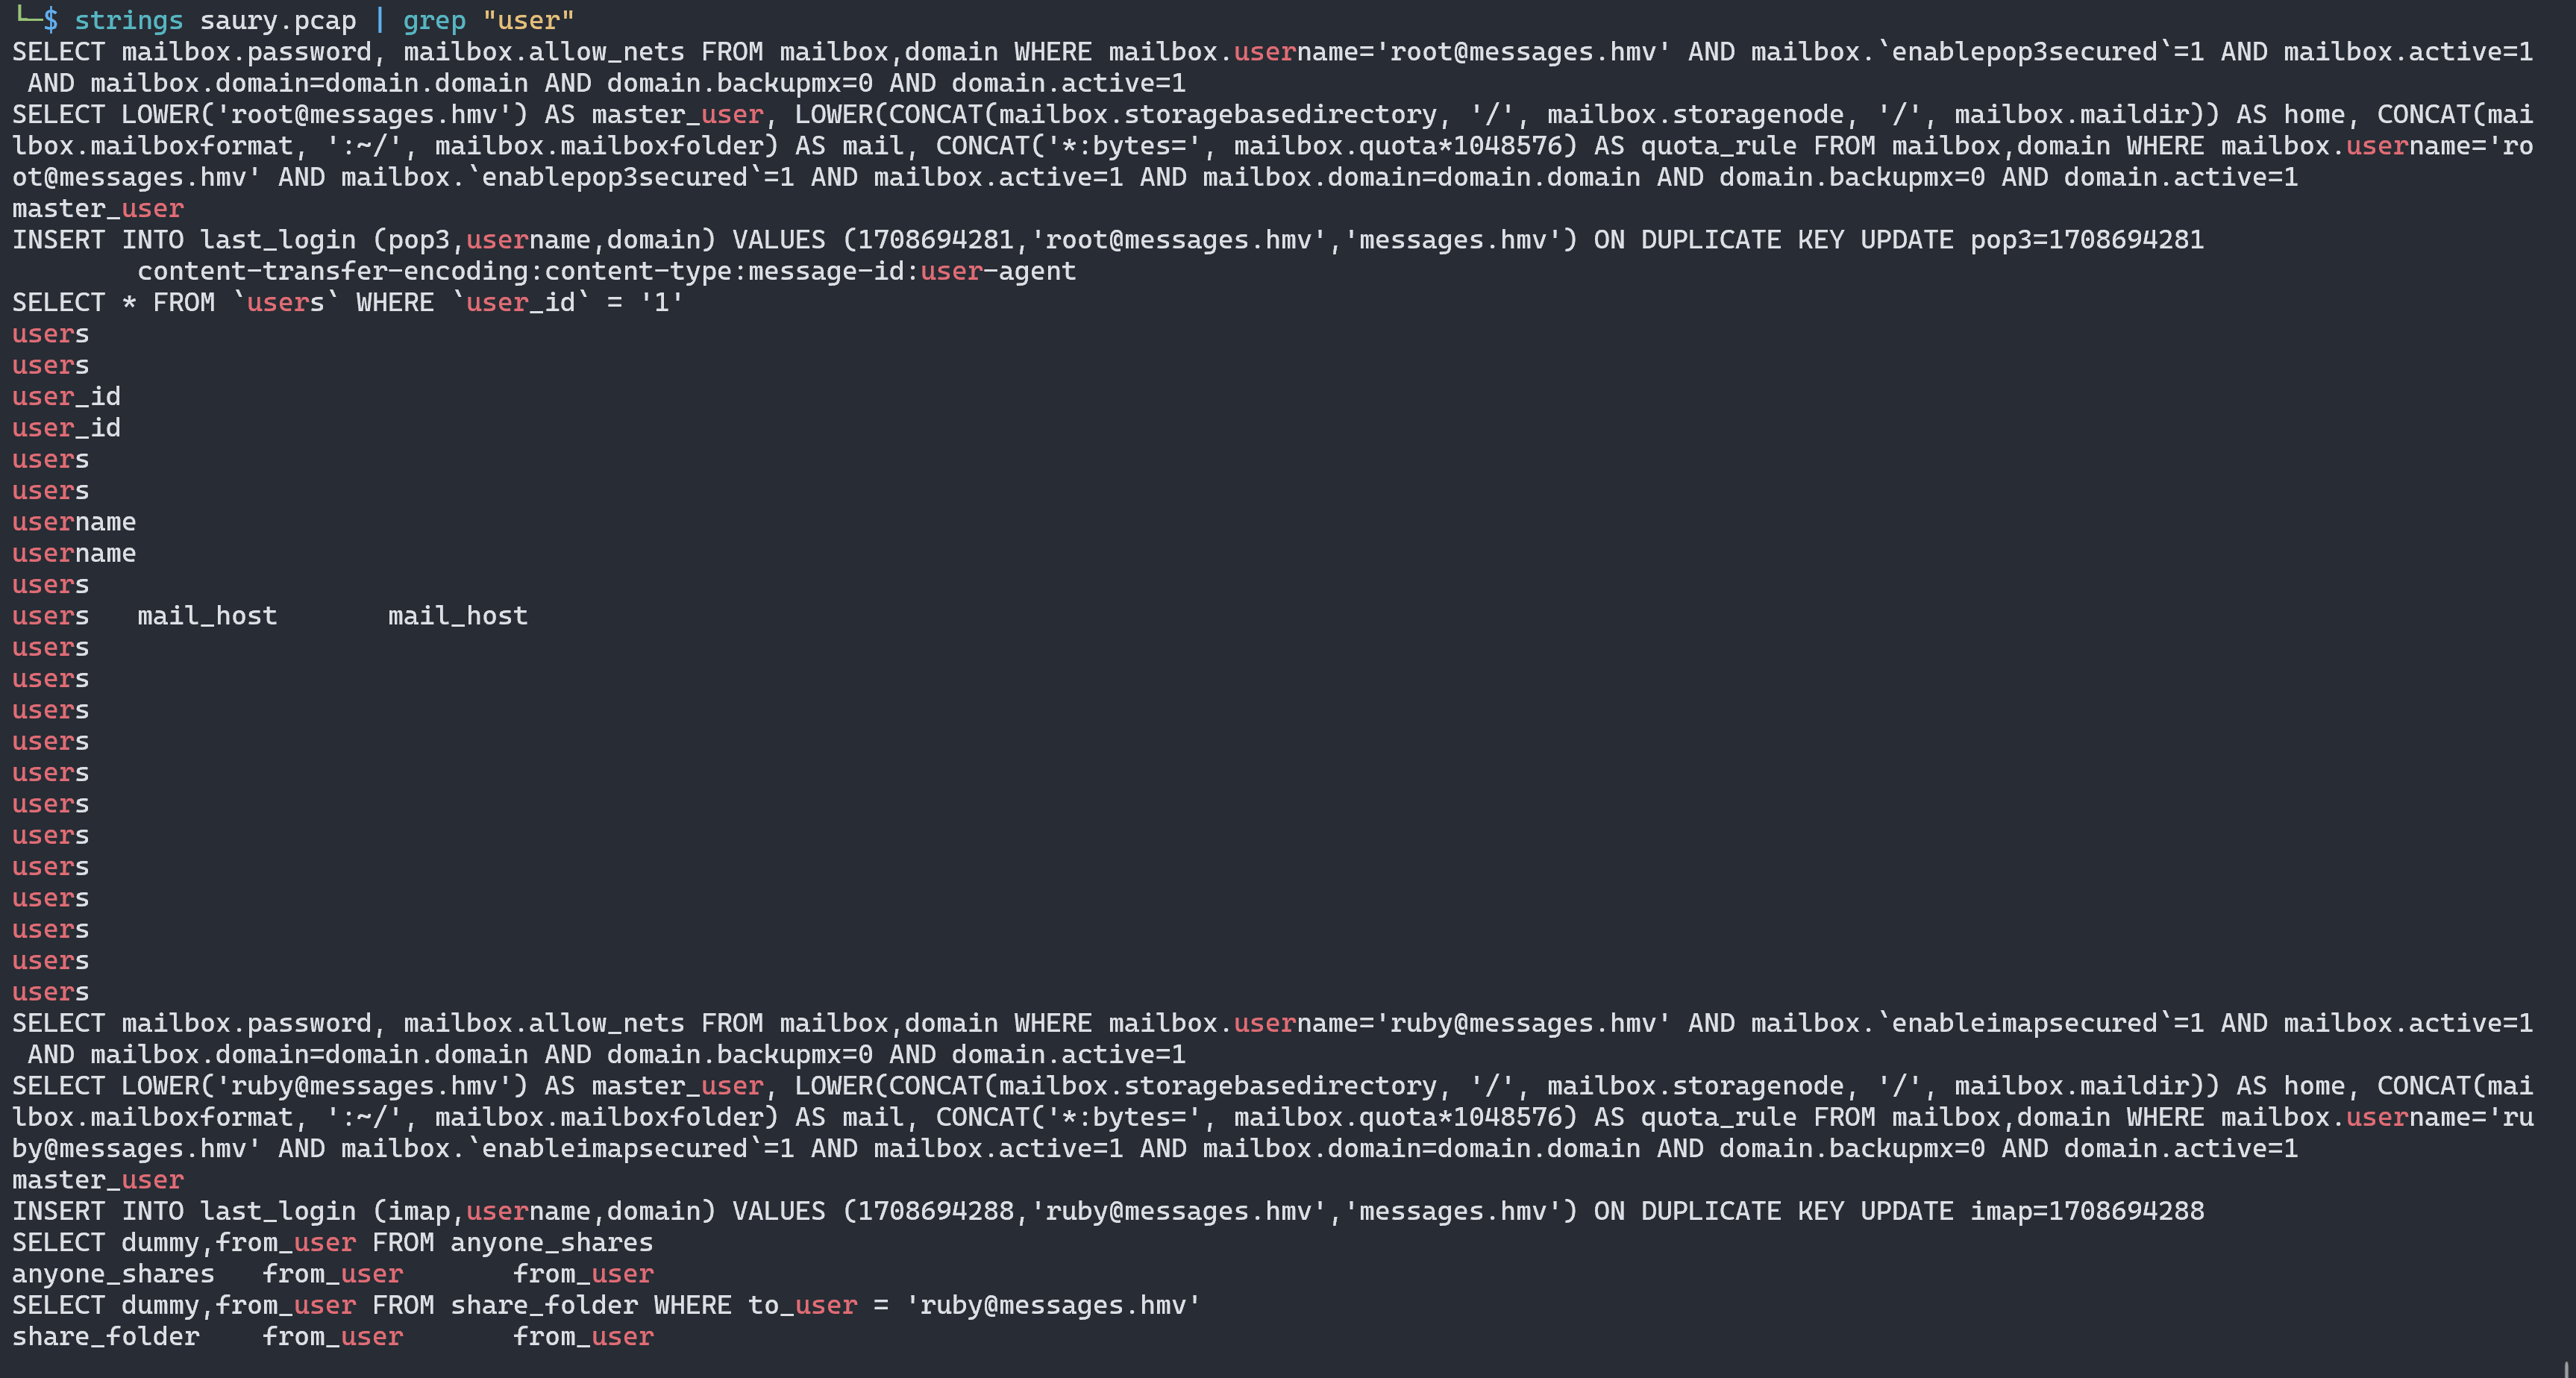 └─$ strings saury.pcap | grep "user"
SELECT mailbox.password, mailbox.allow_nets FROM mailbox,domain WHERE mailbox.username='root@messages.hmv' AND mailbox.`enablepop3secured`=1 AND mailbox.active=1
 AND mailbox.domain=domain.domain AND domain.backupmx=0 AND domain.active=1
SELECT LOWER('root@messages.hmv') AS master_user, LOWER(CONCAT(mailbox.storagebasedirectory, '/', mailbox.storagenode, '/', mailbox.maildir)) AS home, CONCAT(mai
lbox.mailboxformat, ':~/', mailbox.mailboxfolder) AS mail, CONCAT('*:bytes=', mailbox.quota*1048576) AS quota_rule FROM mailbox,domain WHERE mailbox.username='ro
ot@messages.hmv' AND mailbox.`enablepop3secured`=1 AND mailbox.active=1 AND mailbox.domain=domain.domain AND domain.backupmx=0 AND domain.active=1
master_user
INSERT INTO last_login (pop3,username,domain) VALUES (1708694281,'root@messages.hmv','messages.hmv') ON DUPLICATE KEY UPDATE pop3=1708694281
        content-transfer-encoding:content-type:message-id:user-agent
SELECT * FROM `users` WHERE `user_id` = '1'
users
users
user_id
user_id
users
users
username
username
users
users   mail_host       mail_host
users
users
users
users
users
users
users
users
users
users
users
users
SELECT mailbox.password, mailbox.allow_nets FROM mailbox,domain WHERE mailbox.username='ruby@messages.hmv' AND mailbox.`enableimapsecured`=1 AND mailbox.active=1
 AND mailbox.domain=domain.domain AND domain.backupmx=0 AND domain.active=1
SELECT LOWER('ruby@messages.hmv') AS master_user, LOWER(CONCAT(mailbox.storagebasedirectory, '/', mailbox.storagenode, '/', mailbox.maildir)) AS home, CONCAT(mai
lbox.mailboxformat, ':~/', mailbox.mailboxfolder) AS mail, CONCAT('*:bytes=', mailbox.quota*1048576) AS quota_rule FROM mailbox,domain WHERE mailbox.username='ru
by@messages.hmv' AND mailbox.`enableimapsecured`=1 AND mailbox.active=1 AND mailbox.domain=domain.domain AND domain.backupmx=0 AND domain.active=1
master_user
INSERT INTO last_login (imap,username,domain) VALUES (1708694288,'ruby@messages.hmv','messages.hmv') ON DUPLICATE KEY UPDATE imap=1708694288
SELECT dummy,from_user FROM anyone_shares
anyone_shares   from_user       from_user
SELECT dummy,from_user FROM share_folder WHERE to_user = 'ruby@messages.hmv'
share_folder    from_user       from_user